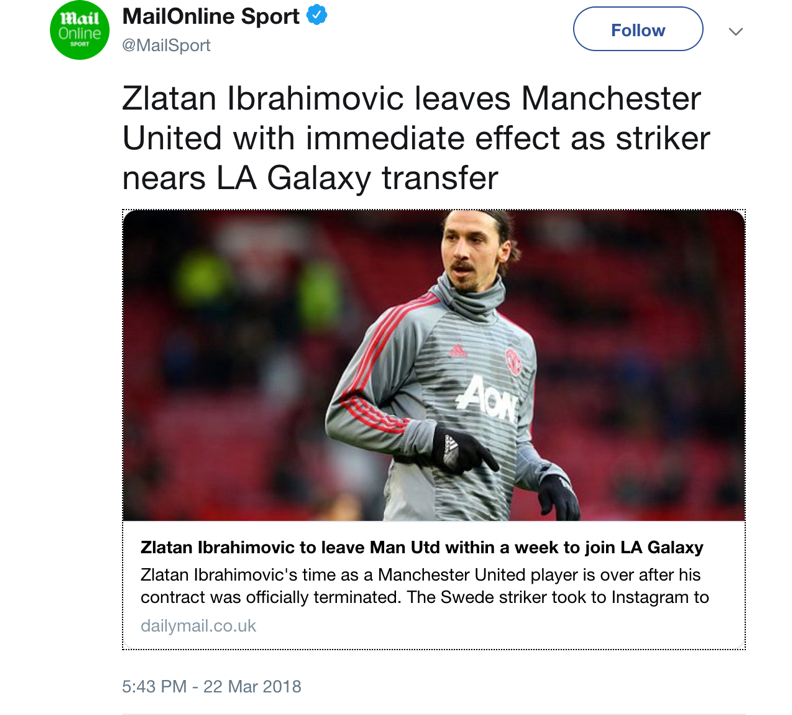 Mail
Online
SPORT
MailOnline Sport
@MailSport
Follow
Zlatan Ibrahimovic leaves Manchester
United with immediate effect as striker
nears LA Galaxy transfer
AON
Zlatan Ibrahimovic to leave Man Utd within a week to join LA Galaxy
Zlatan Ibrahimovic's time as a Manchester United player is over after his
contract was officially terminated. The Swede striker took to Instagram to
dailymail.co.uk
5:43 PM - 22 Mar 2018